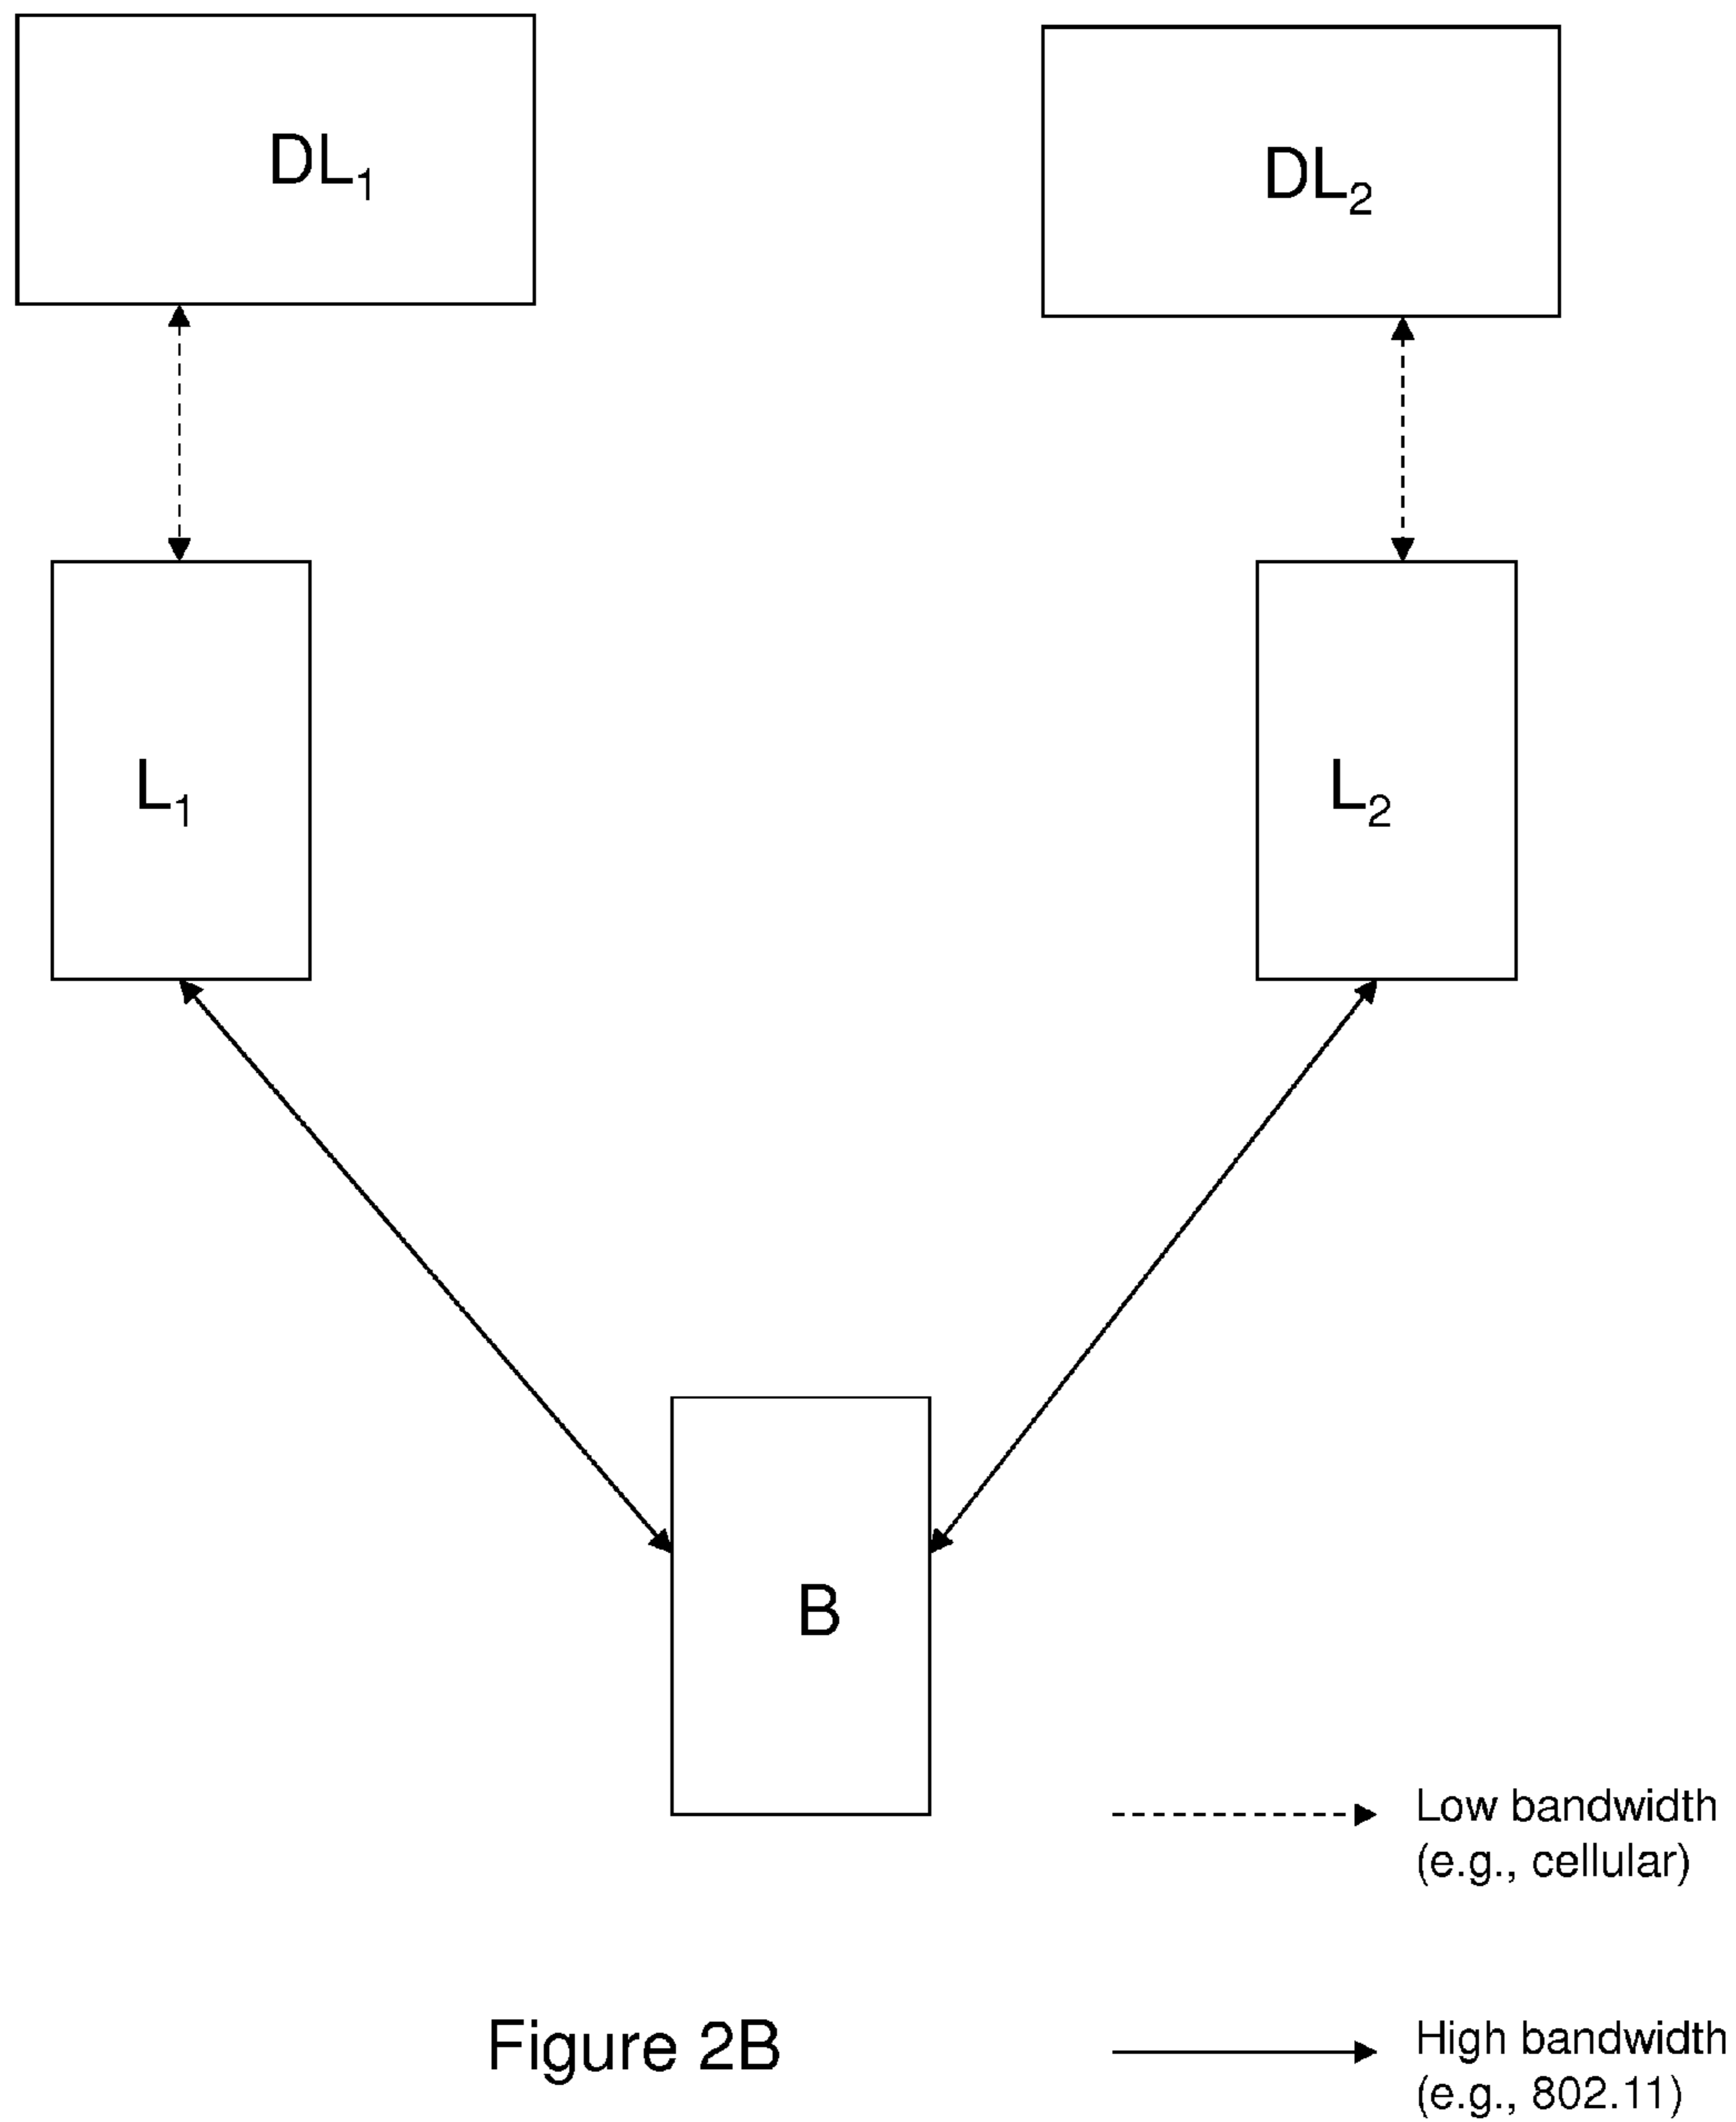 DL₁
DL₂
L₁
L₂
B
Low bandwidth
(e.g., cellular)
Figure 2B
High bandwidth
(e.g., 802.11)